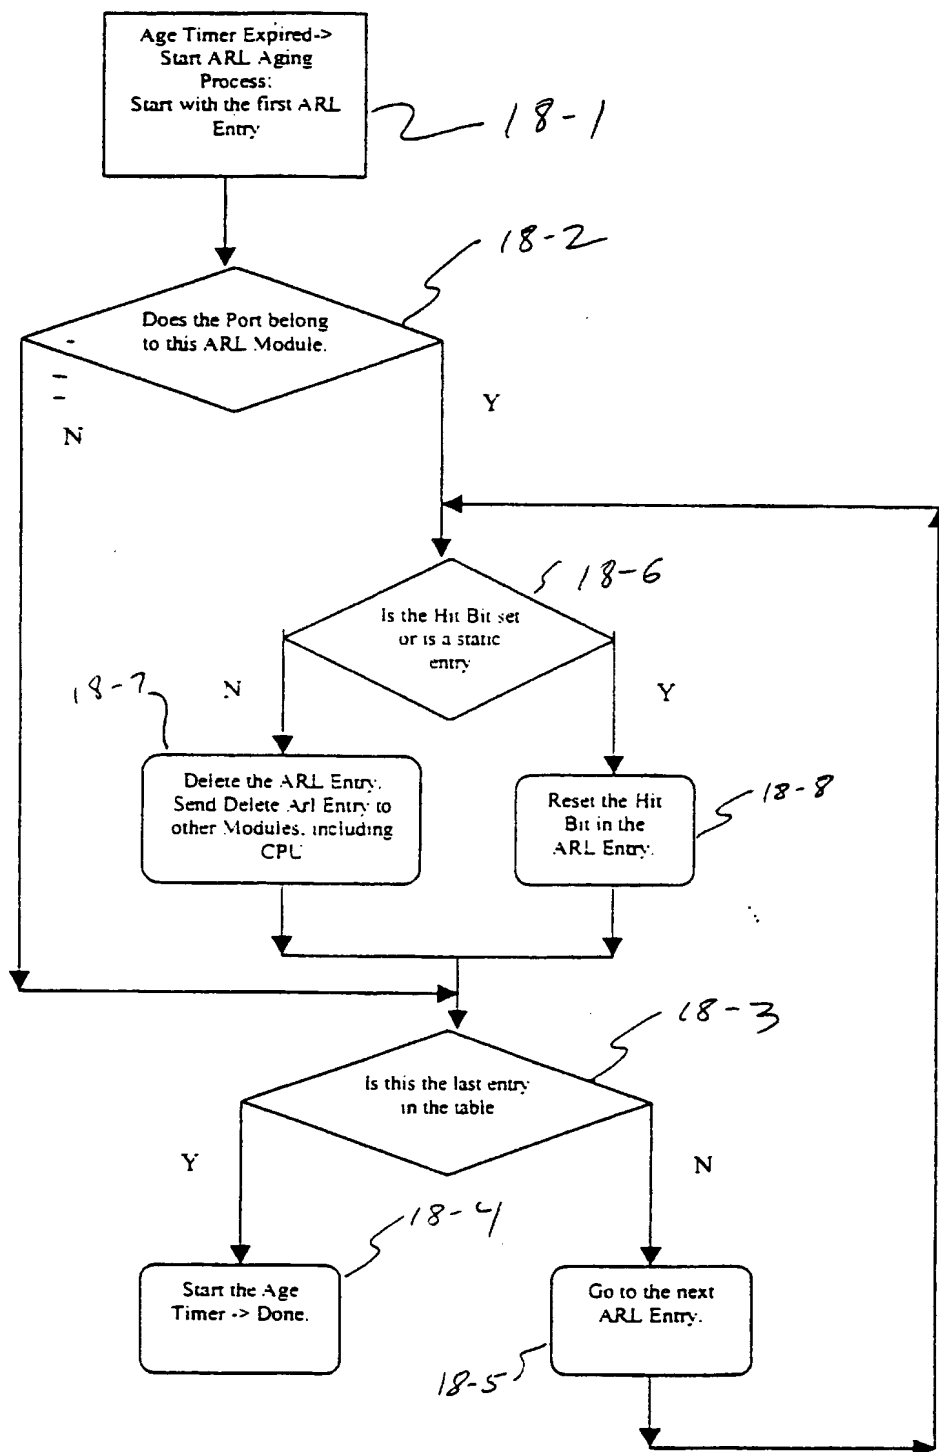 Age Timer Expired->
Start ARL Aging
Process:
Start with the first ARL
Entry
18-1
18-2
Does the Port belong
to this ARL Module.
N
Y
18-6
Is the Hit Bit set
or is a static
entry
18-7
N
Y
Delete the ARL Entry.
Send Delete Arl Entry to
other Modules, including
CPU
Reset the Hit
Bit in the
ARL Entry.
18-8
18-3
Is this the last entry
in the table
Y
N
18-4
Start the Age
Timer -> Done.
Go to the next
ARL Entry.
18-5